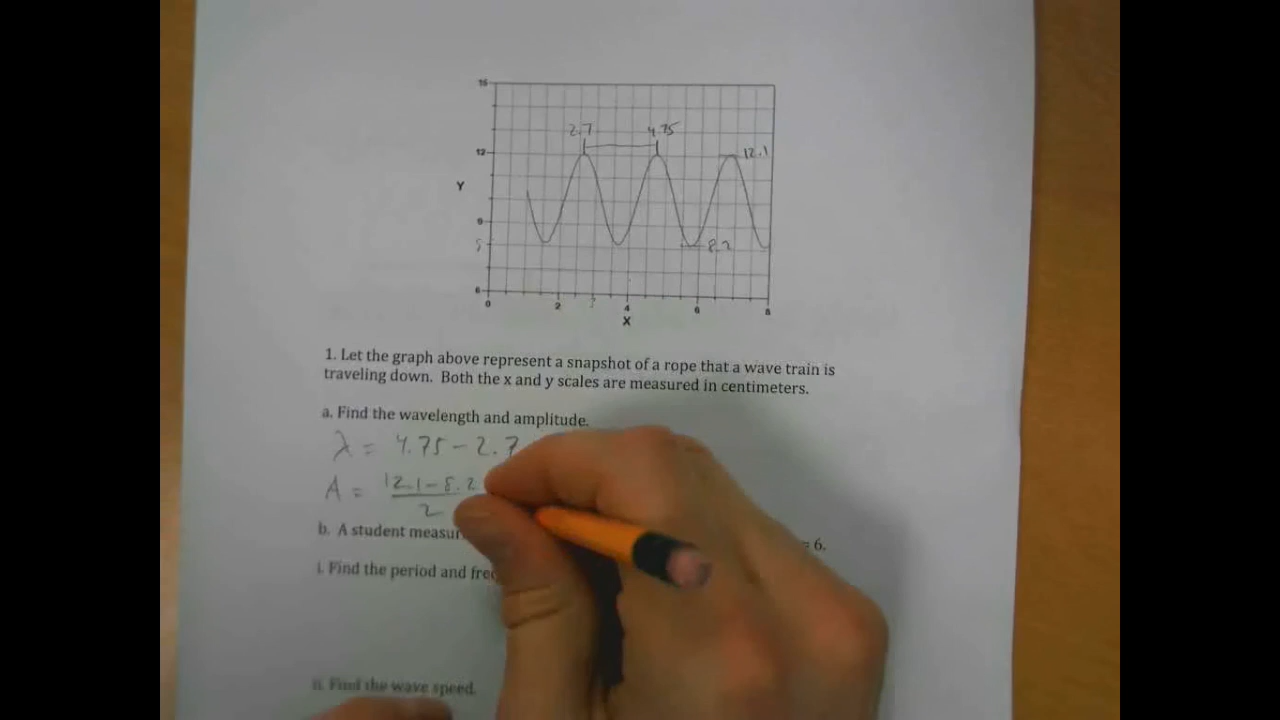 15
2.7 4.75
12 12.1
Y
9
8 8.2
6
0 2 3 4 6 8
X
1. Let the graph above represent a snapshot of a rope that a wave train is
traveling down. Both the x and y scales are measured in centimeters.
a. Find the wavelength and amplitude.
λ = 4.75 – 2.7
A = 12.1 – 8.2
2
b. A student = 6.
i. Find the period and
ii. Find the wave speed.